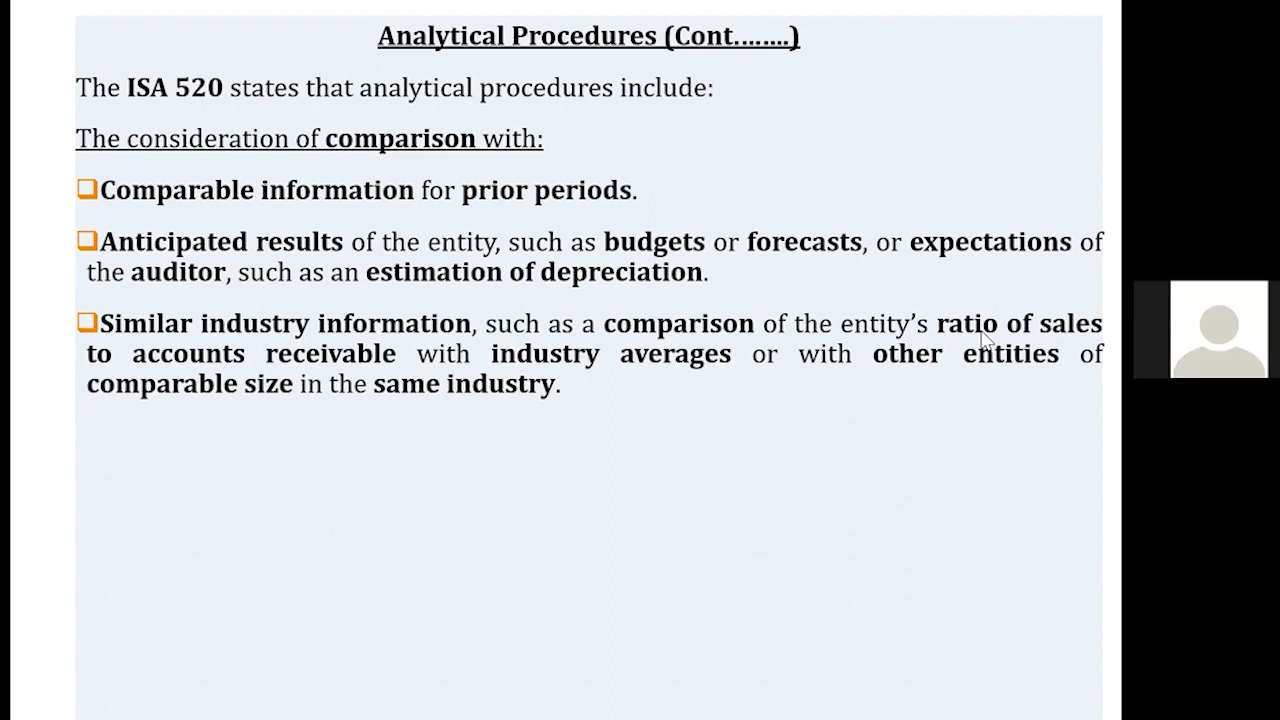 Analytical Procedures (Cont........)
The ISA 520 states that analytical procedures include:
The consideration of comparison with:
❑Comparable information for prior periods.
❑Anticipated results of the entity, such as budgets or forecasts, or expectations of
the auditor, such as an estimation of depreciation.
❑Similar industry information, such as a comparison of the entity’s ratio of sales
to accounts receivable with industry averages or with other entities of
comparable size in the same industry.